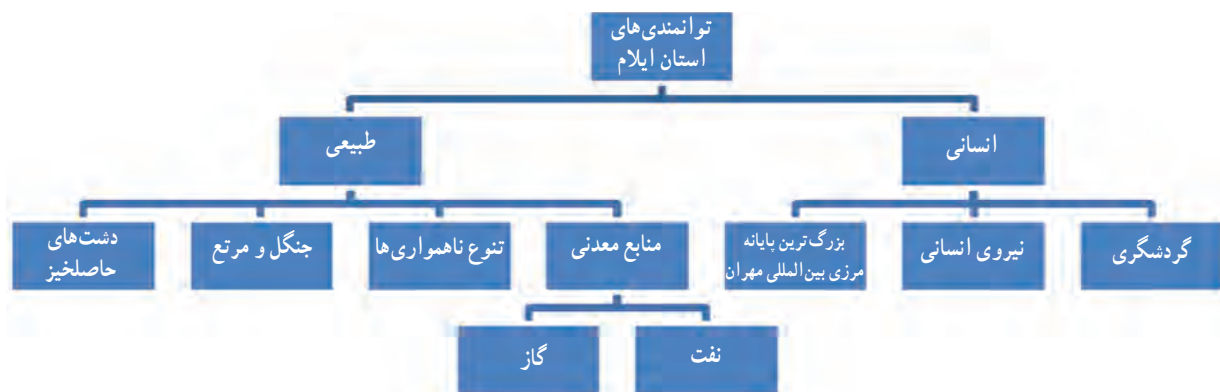 توانمندی‌های
استان ایلام
انسانی
طبیعی
گردشگری
نیروی انسانی
بزرگ‌ترین پایانه
مرزی بین‌المللی مهران
منابع معدنی
تنوع ناهمواری‌ها
جنگل و مرتع
دشت‌های
حاصلخیز
نفت
گاز